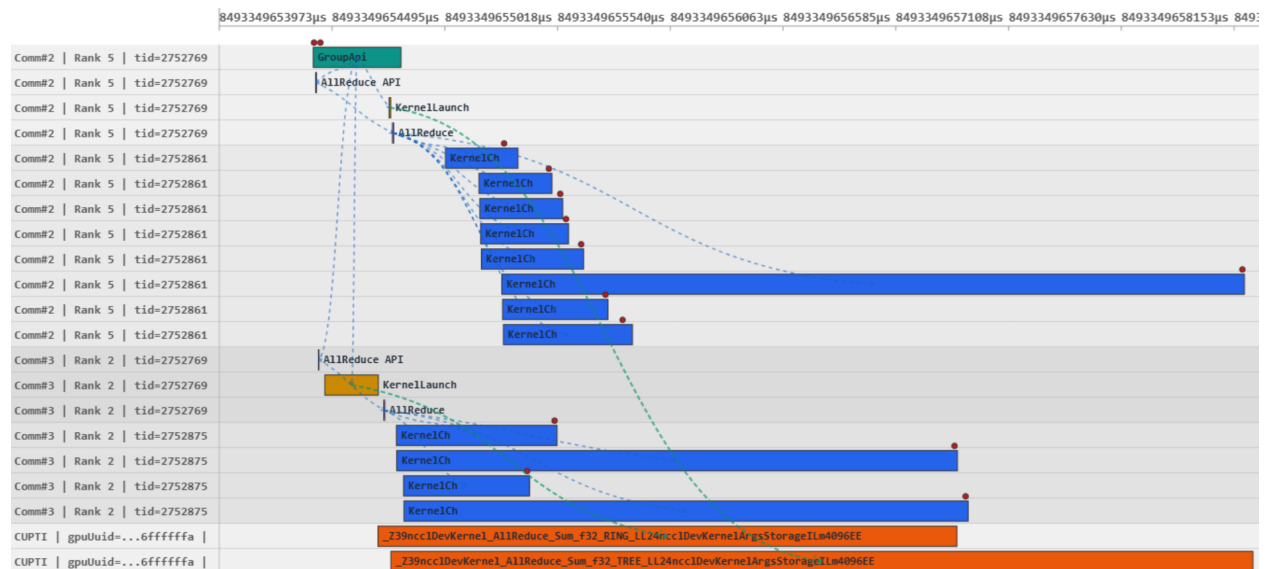 8493349653973μs 8493349654495μs 8493349655018μs 8493349655540μs 8493349656063μs 8493349656585μs 8493349657108μs 8493349657630μs 8493349658153μs 8493
Comm#2 | Rank 5 | tid=2752769 GroupApi
Comm#2 | Rank 5 | tid=2752769 AllReduce API
Comm#2 | Rank 5 | tid=2752769 KernelLaunch
Comm#2 | Rank 5 | tid=2752769 AllReduce
Comm#2 | Rank 5 | tid=2752861 KernelCh
Comm#2 | Rank 5 | tid=2752861 KernelCh
Comm#2 | Rank 5 | tid=2752861 KernelCh
Comm#2 | Rank 5 | tid=2752861 KernelCh
Comm#2 | Rank 5 | tid=2752861 KernelCh
Comm#2 | Rank 5 | tid=2752861 KernelCh
Comm#2 | Rank 5 | tid=2752861 KernelCh
Comm#2 | Rank 5 | tid=2752861 KernelCh
Comm#3 | Rank 2 | tid=2752769 AllReduce API
Comm#3 | Rank 2 | tid=2752769 KernelLaunch
Comm#3 | Rank 2 | tid=2752769 AllReduce
Comm#3 | Rank 2 | tid=2752875 KernelCh
Comm#3 | Rank 2 | tid=2752875 KernelCh
Comm#3 | Rank 2 | tid=2752875 KernelCh
Comm#3 | Rank 2 | tid=2752875 KernelCh
CUPTI | gpuUuid=...6ffffffa | _Z39ncclDevKernel_AllReduce_Sum_f32_RING_LL24ncclDevKernelArgsStorageILm4096EE
CUPTI | gpuUuid=...6ffffffa | _Z39ncclDevKernel_AllReduce_Sum_f32_TREE_LL24ncclDevKernelArgsStorageILm4096EE